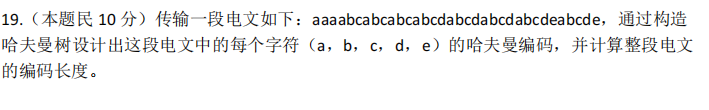 19.（本题民 10 分）传输一段电文如下：aaaabcabcabcabcdabcdabcdabcdeabcde，通过构造
哈夫曼树设计出这段电文中的每个字符（a，b，c，d，e）的哈夫曼编码，并计算整段电文
的编码长度。